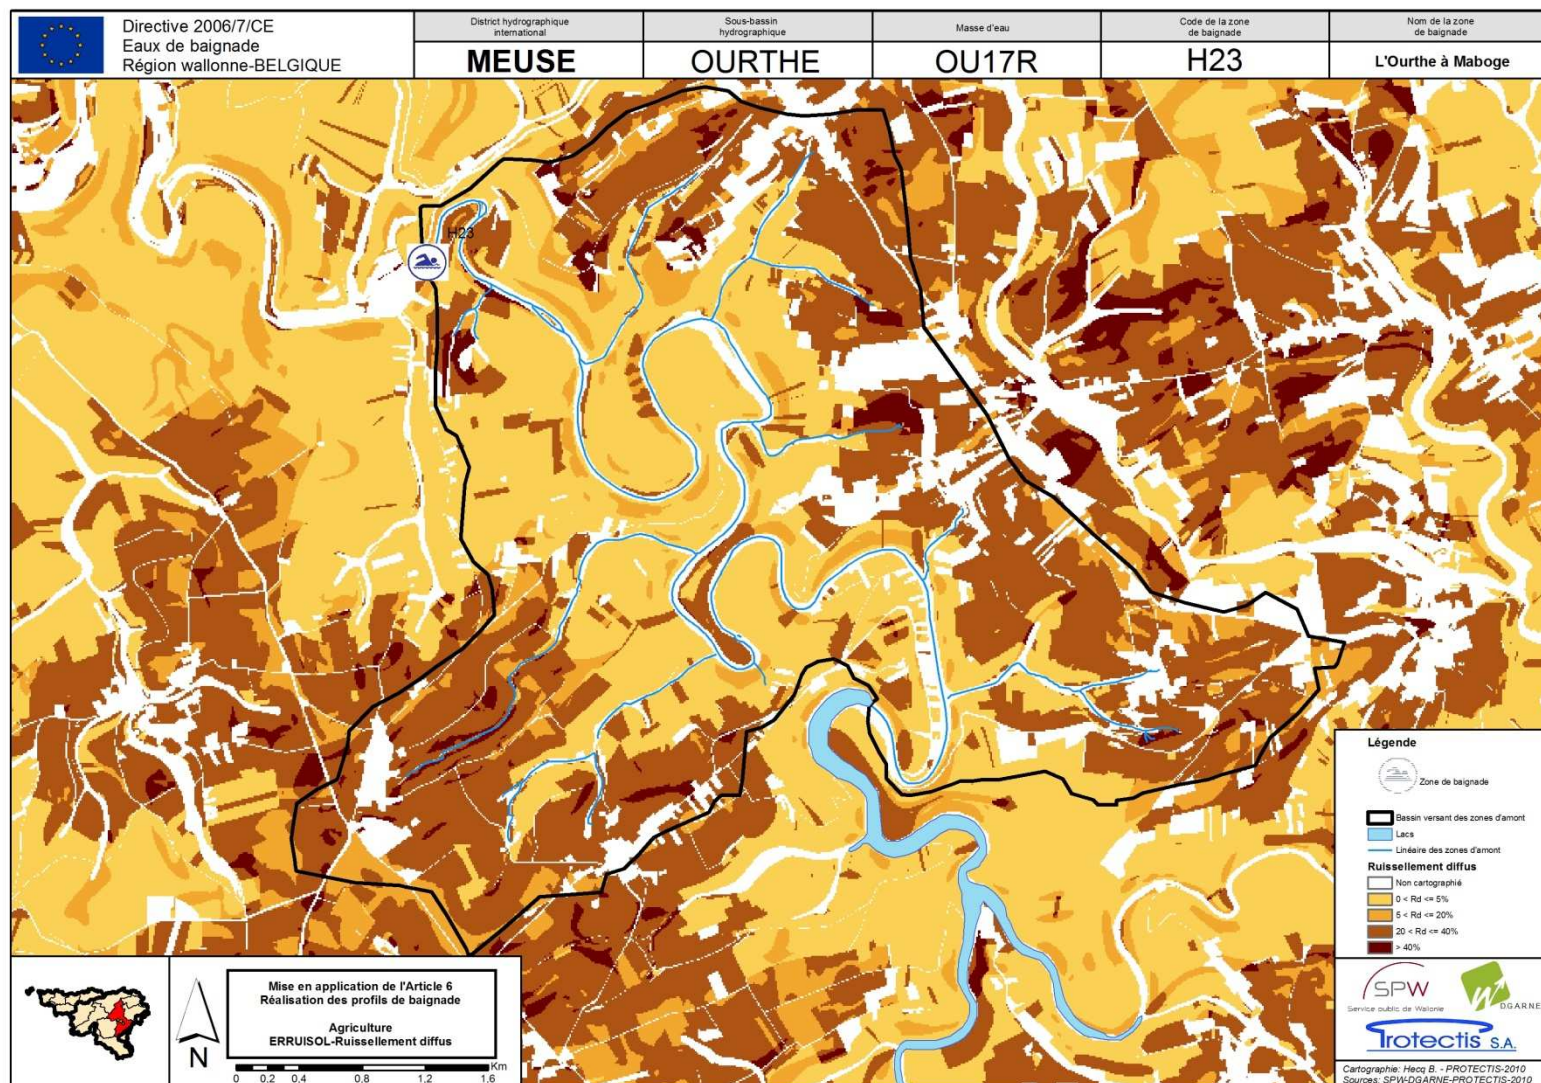 Directive 2006/7/CE
Eaux de baignade
Région wallonne-BELGIQUE
District hydrographique
international
MEUSE
Sous-bassin
hydrographique
OURTHE
Masse d'eau
OU17R
Code de la zone
de baignade
H23
Nom de la zone
de baignade
L'Ourthe à Maboge
H23
Légende
Zone de baignade
Bassin versant des zones d'amont
Lacs
Linéaire des zones d'amont
Ruissellement diffus
Non cartographié
0 < Rd <= 5%
5 < Rd <= 20%
20 < Rd <= 40%
> 40%
SPW
Service public de Wallonie
DGARNE
Protectis S.A.
Cartographie: Hecq B. - PROTECTIS-2010
Sources: SPW-DGARNE-PROTECTIS-2010
N
Mise en application de l'Article 6
Réalisation des profils de baignade
Agriculture
ERRUISOL-Ruissellement diffus
Km
0 0.2 0.4 0.8 1.2 1.6